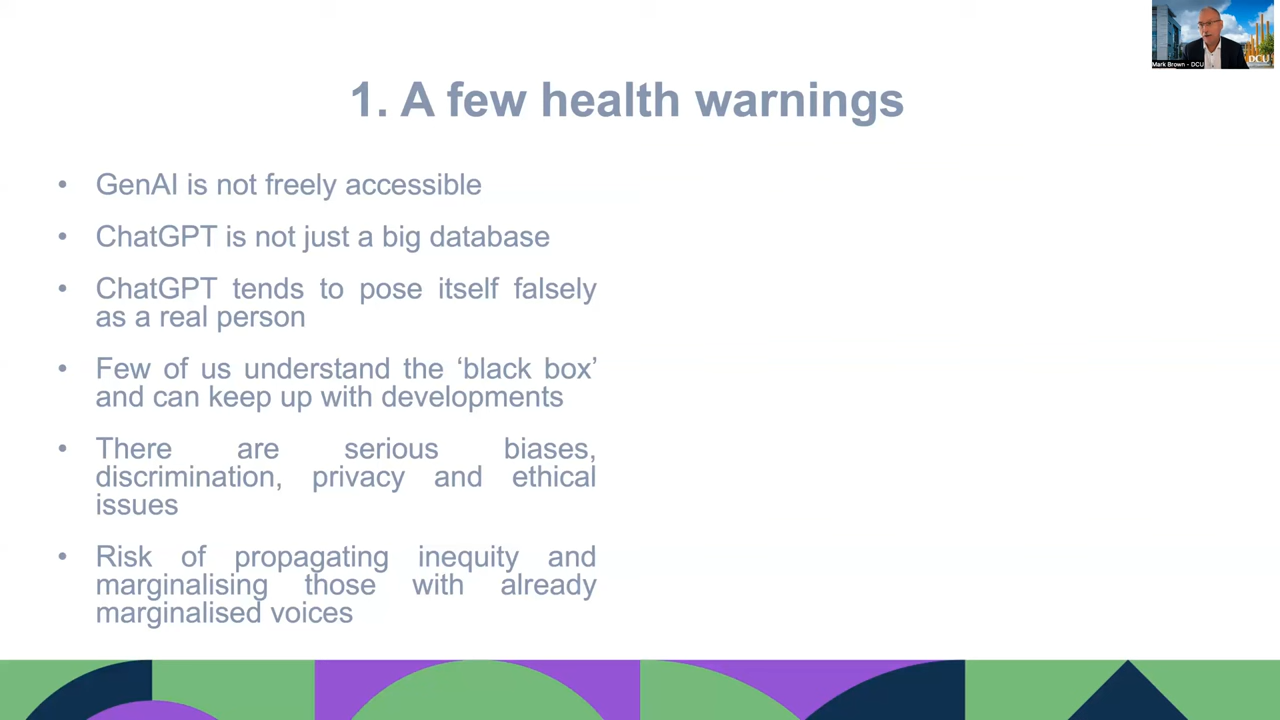 1. A few health warnings
• GenAI is not freely accessible
• ChatGPT is not just a big database
• ChatGPT tends to pose itself falsely
as a real person
• Few of us understand the ‘black box’
and can keep up with developments
• There are serious biases,
discrimination, privacy and ethical
issues
• Risk of propagating inequity and
marginalising those with already
marginalised voices
Mark Brown - DCU
DCU